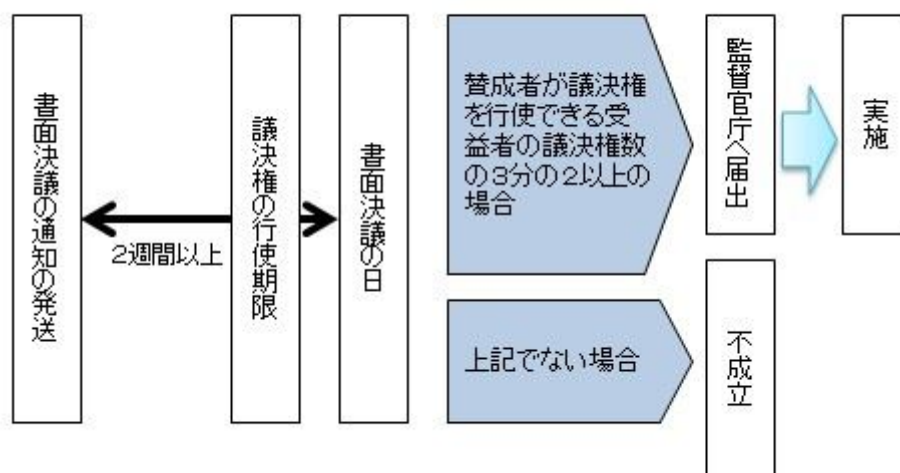 書面決議の通知の発送
2週間以上
議決権の行使期限
書面決議の日
賛成者が議決権
を行使できる受
益者の議決権数
の3分の2以上の
場合
監督官庁へ届出
実施
上記でない場合
不成立